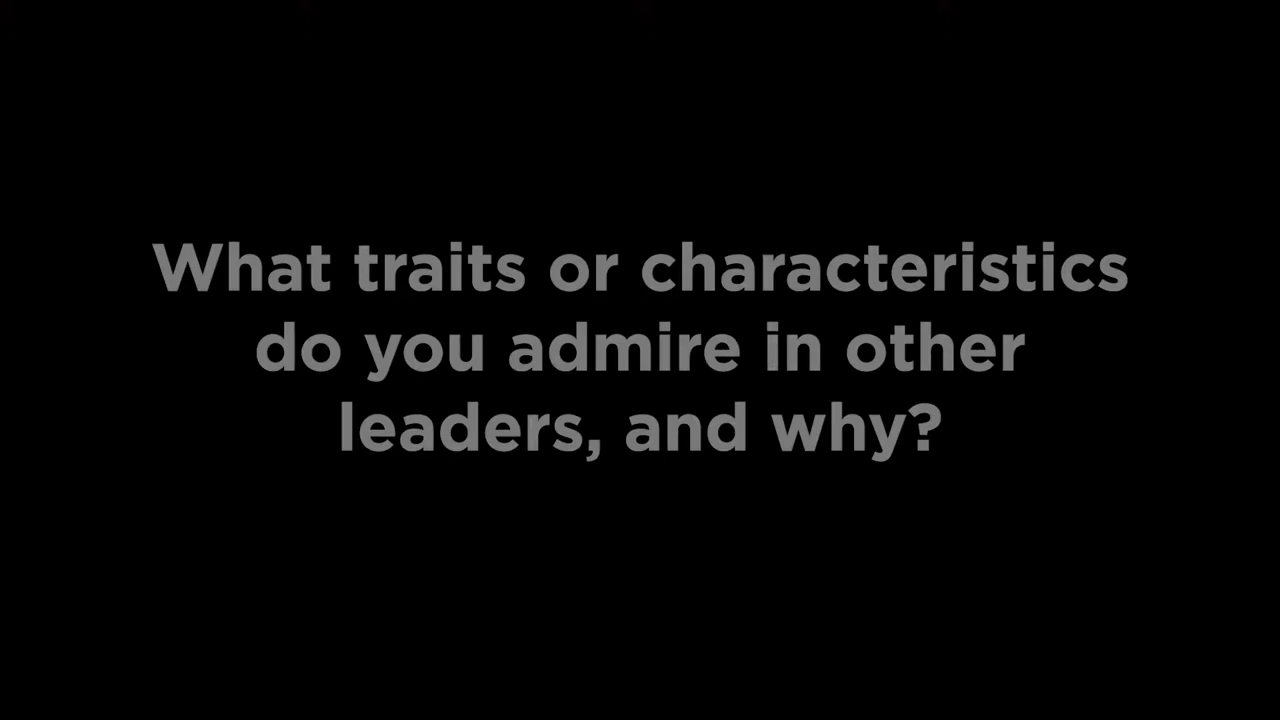 What traits or characteristics
do you admire in other
leaders, and why?